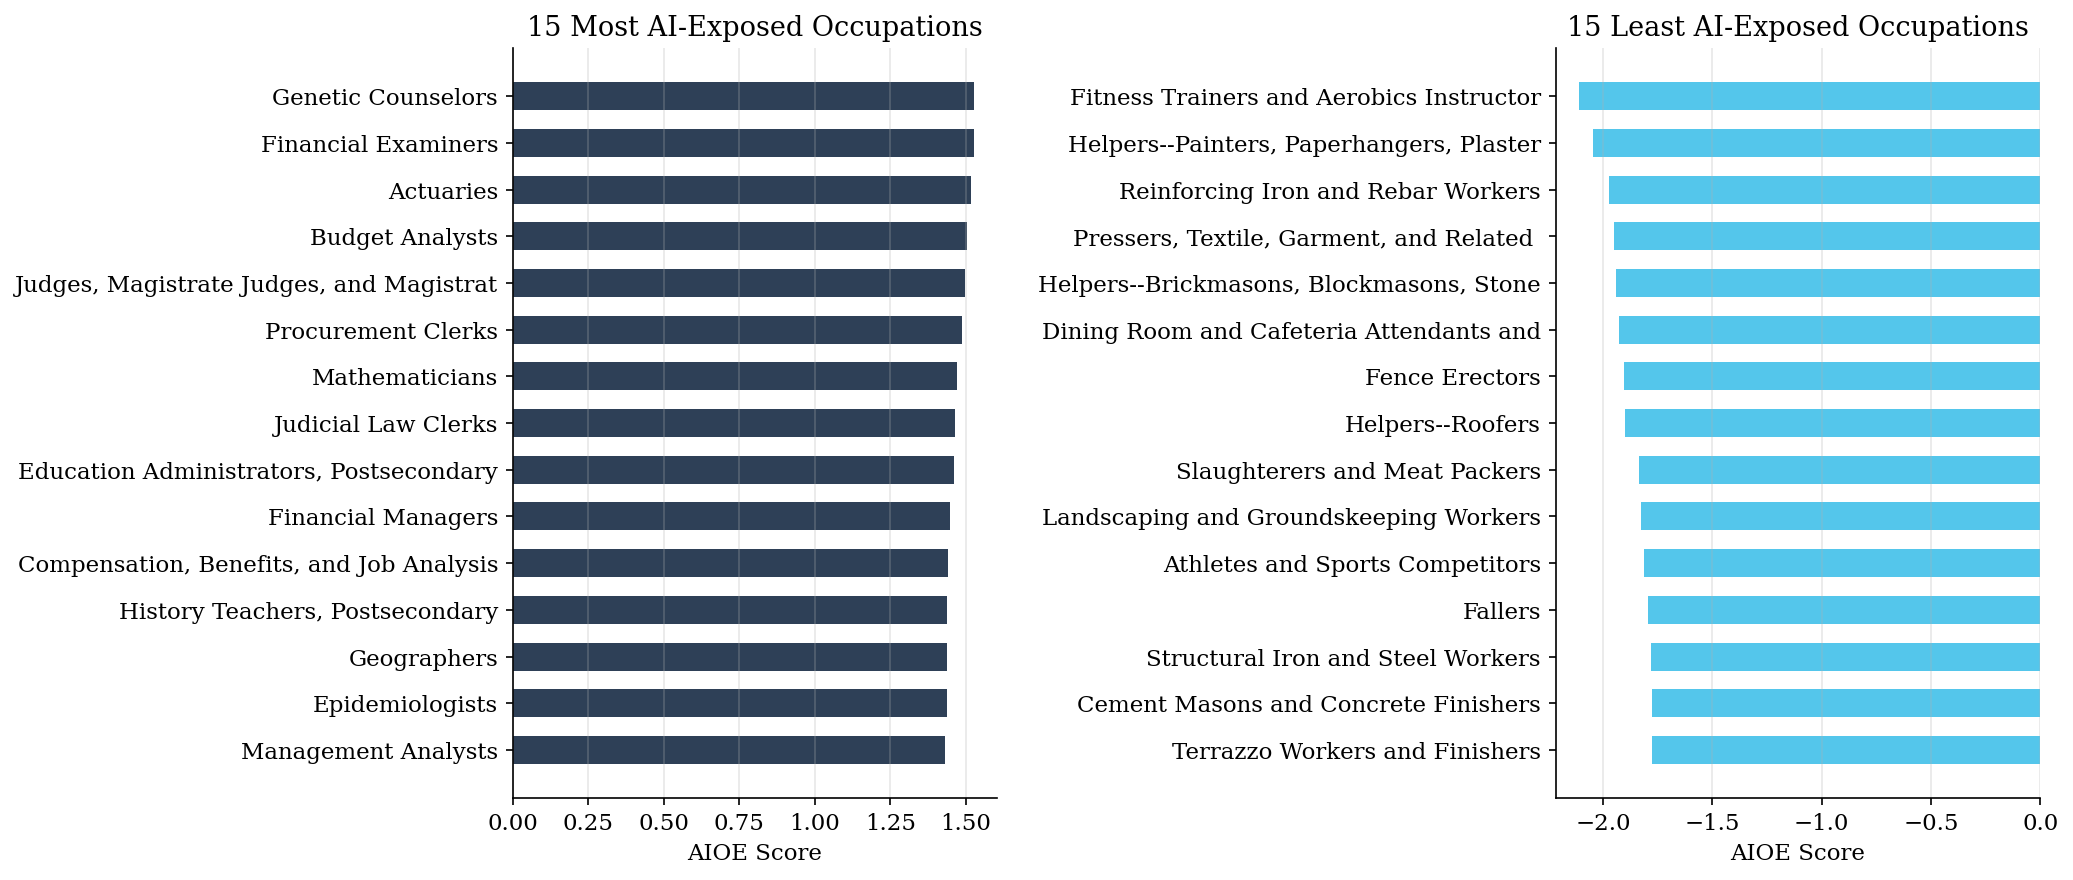 15 Most AI-Exposed Occupations
Genetic Counselors
Financial Examiners
Actuaries
Budget Analysts
Judges, Magistrate Judges, and Magistrat
Procurement Clerks
Mathematicians
Judicial Law Clerks
Education Administrators, Postsecondary
Financial Managers
Compensation, Benefits, and Job Analysis
History Teachers, Postsecondary
Geographers
Epidemiologists
Management Analysts
0.00 0.25 0.50 0.75 1.00 1.25 1.50
AIOE Score
15 Least AI-Exposed Occupations
Fitness Trainers and Aerobics Instructor
Helpers--Painters, Paperhangers, Plaster
Reinforcing Iron and Rebar Workers
Pressers, Textile, Garment, and Related
Helpers--Brickmasons, Blockmasons, Stone
Dining Room and Cafeteria Attendants and
Fence Erectors
Helpers--Roofers
Slaughterers and Meat Packers
Landscaping and Groundskeeping Workers
Athletes and Sports Competitors
Fallers
Structural Iron and Steel Workers
Cement Masons and Concrete Finishers
Terrazzo Workers and Finishers
−2.0 −1.5 −1.0 −0.5 0.0
AIOE Score